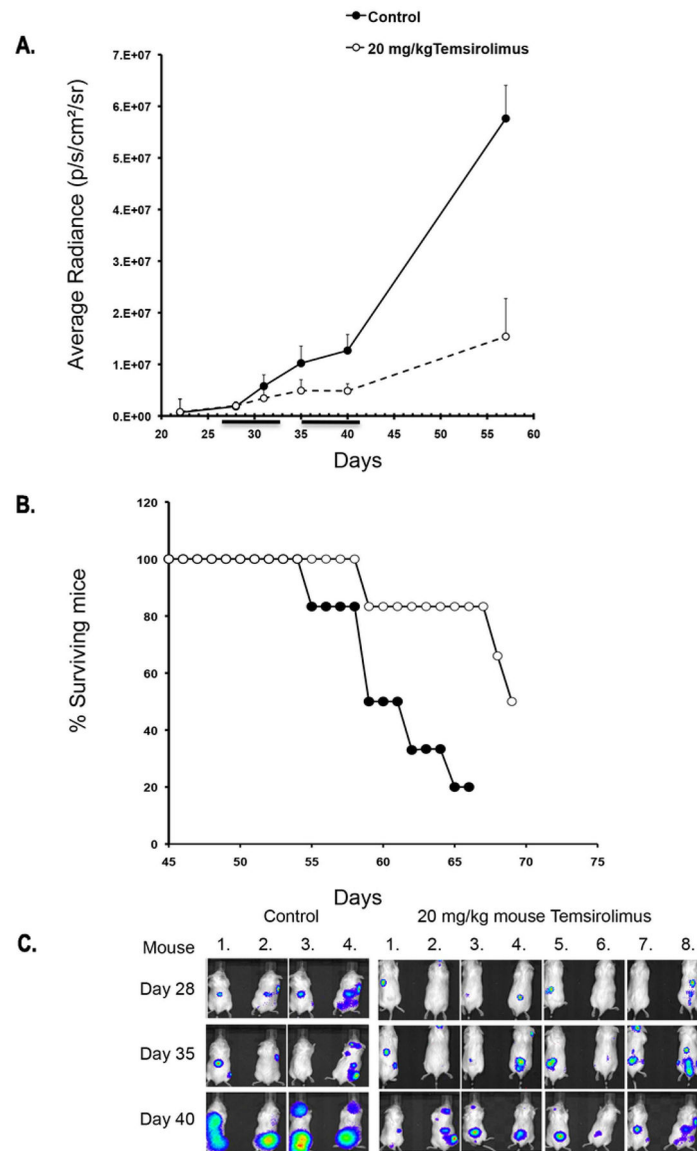 Control
20 mg/kgTemsirolimus
A.
Average Radiance (p/s/cm²/sr)
7.E+07
6.E+07
5.E+07
4.E+07
3.E+07
2.E+07
1.E+07
0.E+00
20 25 30 35 40 45 50 55 60
Days
B.
% Surviving mice
120
100
80
60
40
20
0
45 50 55 60 65 70 75
Days
Control 20 mg/kg mouse Temsirolimus
C.
Mouse 1. 2. 3. 4. 1. 2. 3. 4. 5. 6. 7. 8.
Day 28
Day 35
Day 40